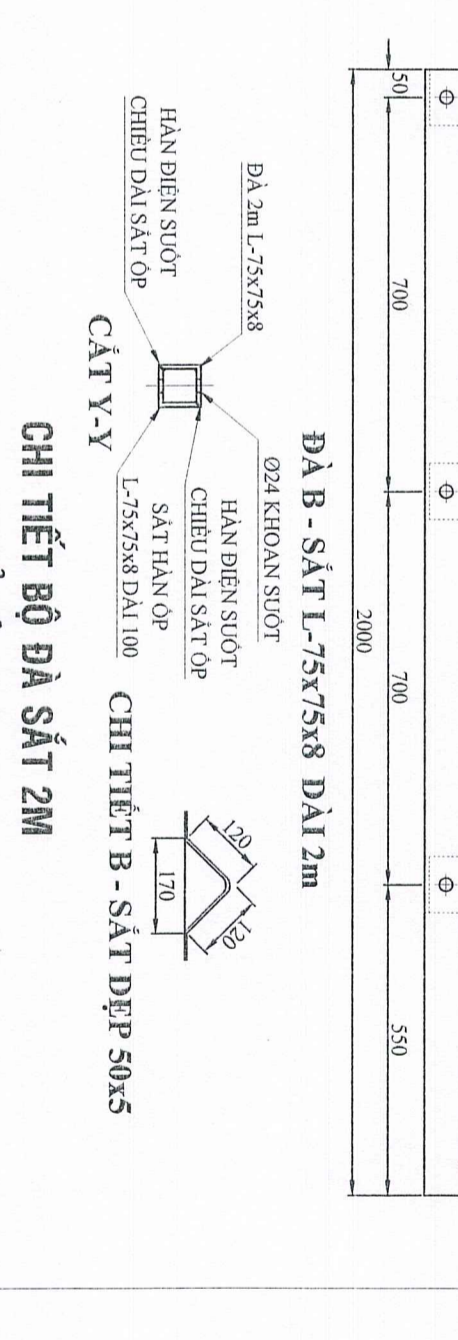 50
700
700
550
2000
ĐÀ B - SẮT L-75x75x8 DÀI 2m
ĐÀ 2m L-75x75x8
Ø24 KHOAN SUỐT
HÀN ĐIỆN SUỐT
CHIỀU DÀI SẮT ỐP
HÀN ĐIỆN SUỐT
CHIỀU DÀI SẮT ỐP
SẮT HÀN ỐP
L-75x75x8 DÀI 100
CẮT Y-Y
120
120
170
CHI TIẾT B - SẮT DẸP 50x5
CHI TIẾT BỘ ĐÀ SẮT 2M